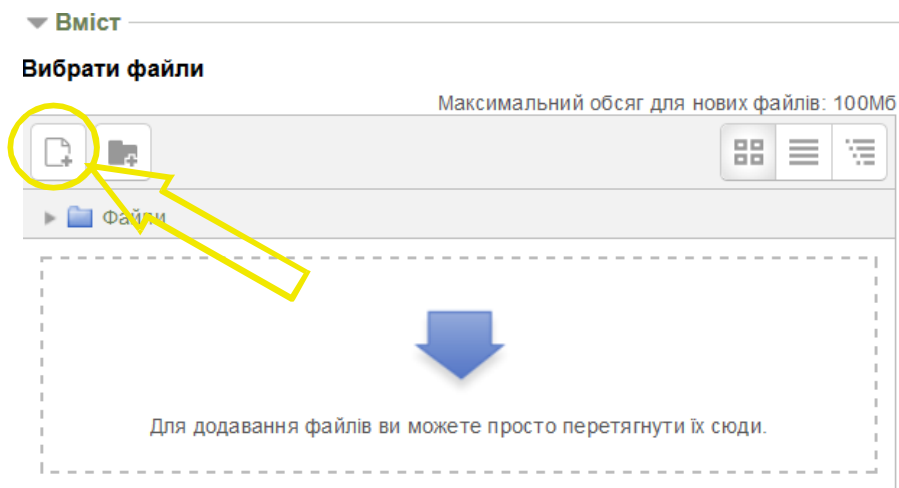 Вміст
Вибрати файли
Максимальний обсяг для нових файлів: 100Мб
Файли
Для додавання файлів ви можете просто перетягнути їх сюди.